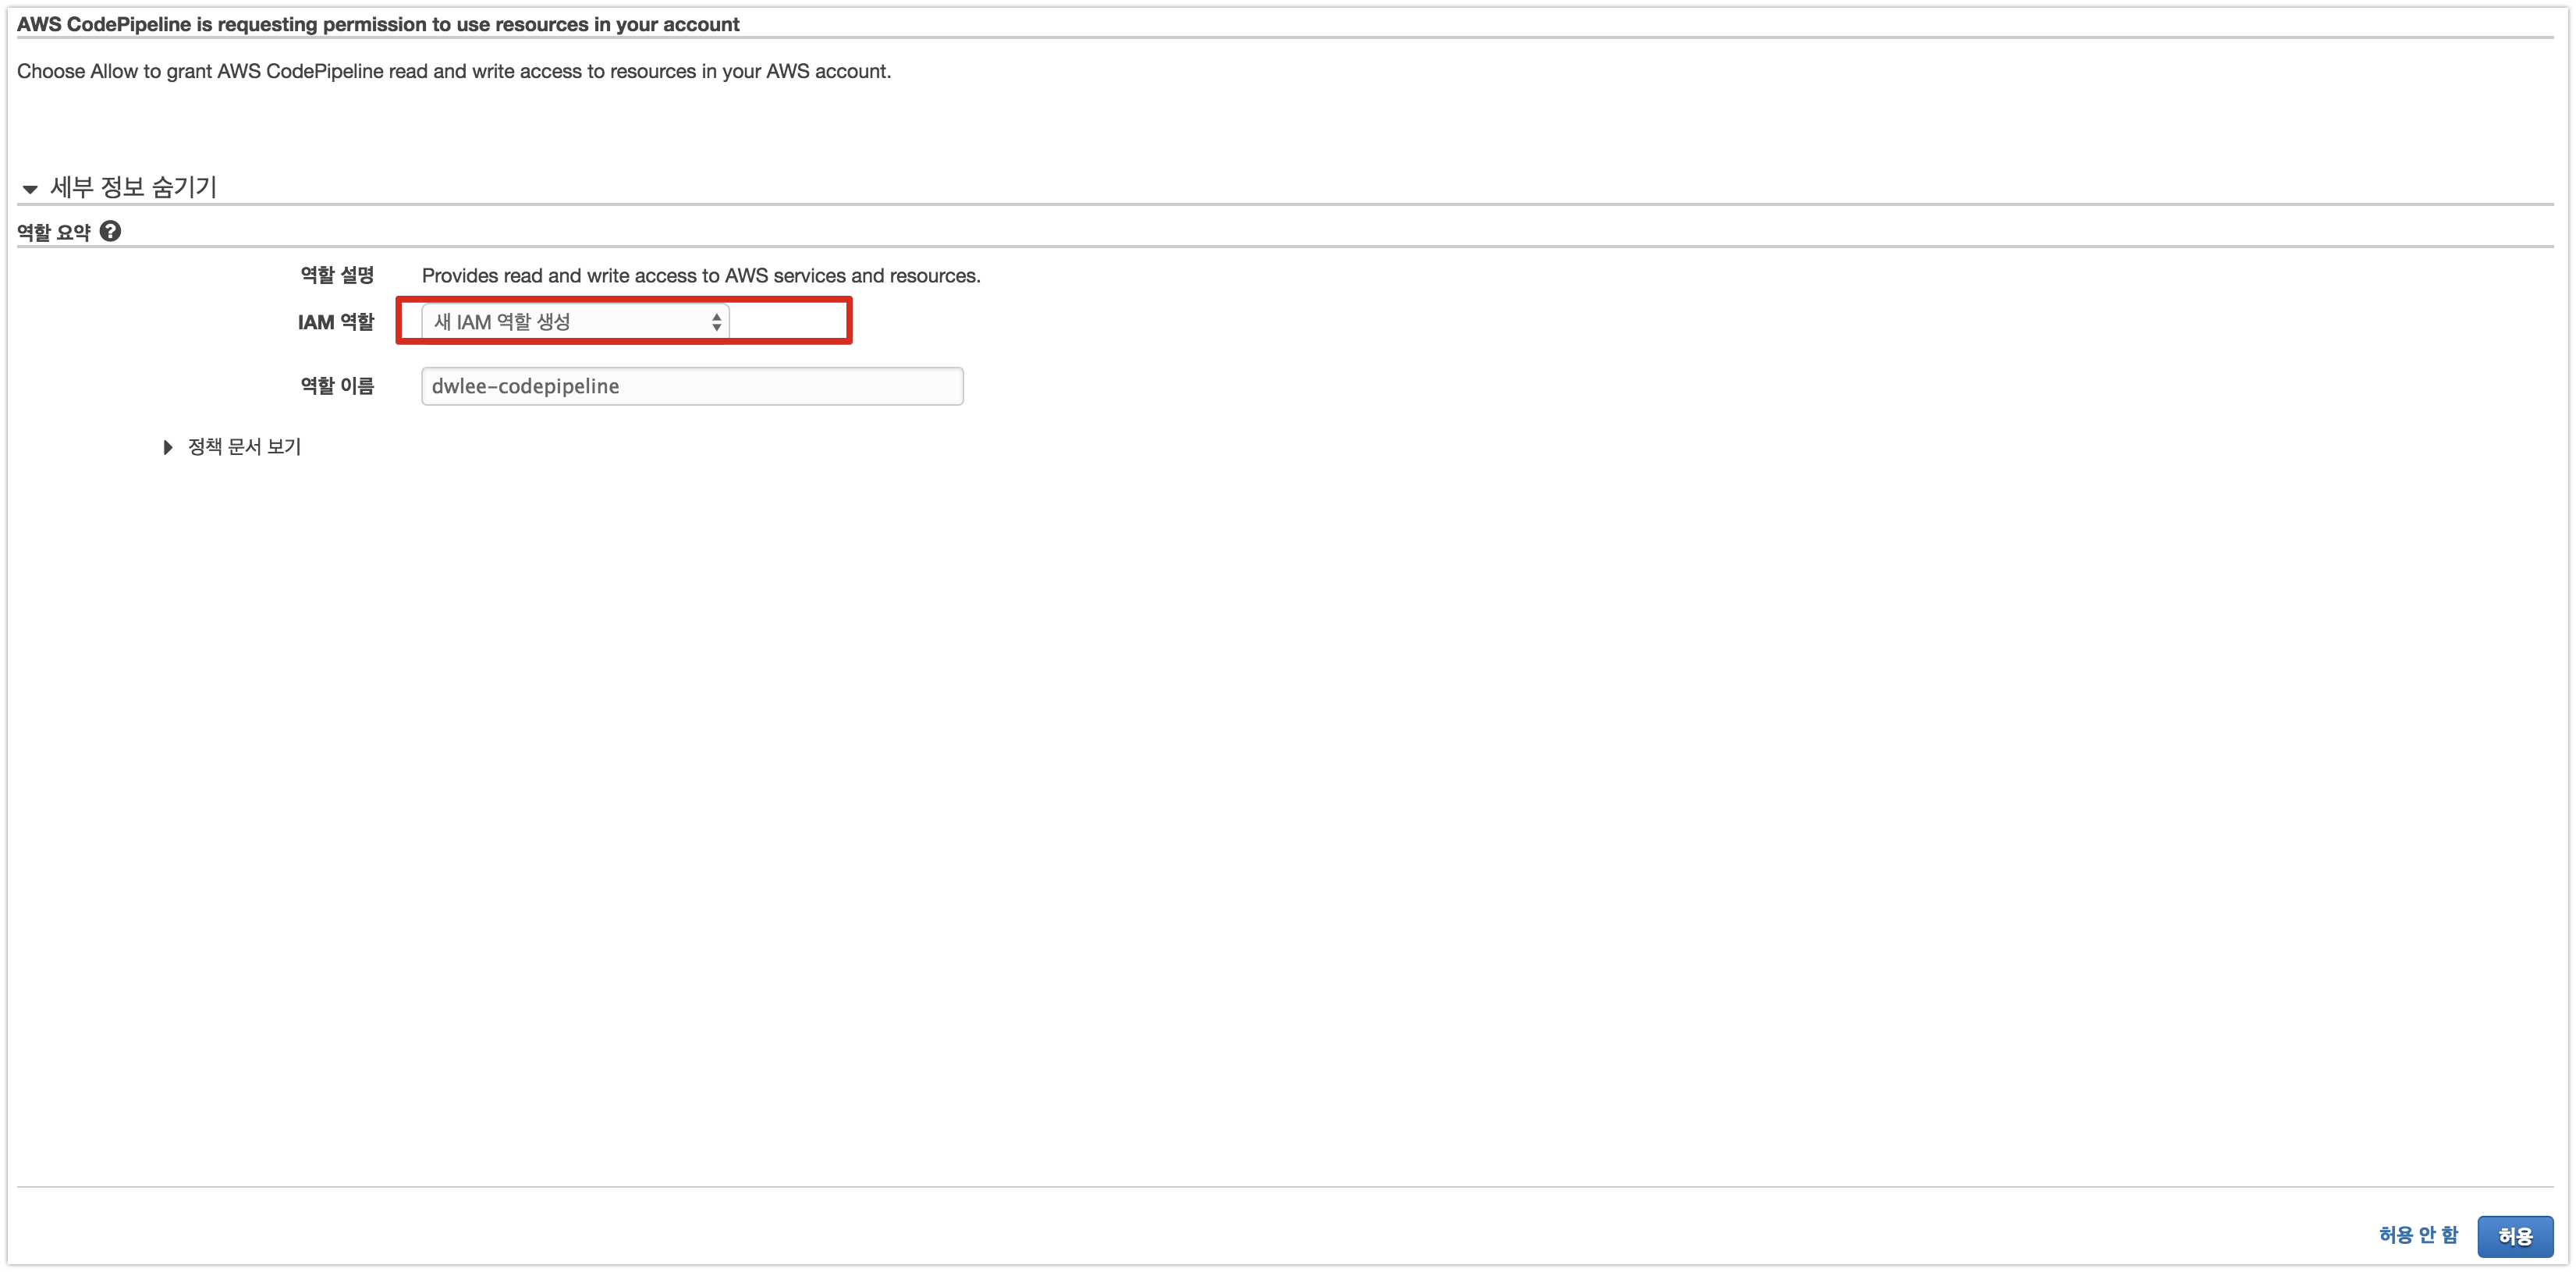 AWS CodePipeline is requesting permission to use resources in your account
Choose Allow to grant AWS CodePipeline read and write access to resources in your AWS account.
세부 정보 숨기기
역할 요약
역할 설명 Provides read and write access to AWS services and resources.
IAM 역할 새 IAM 역할 생성
역할 이름 dwlee-codepipeline
정책 문서 보기
허용 안 함 허용